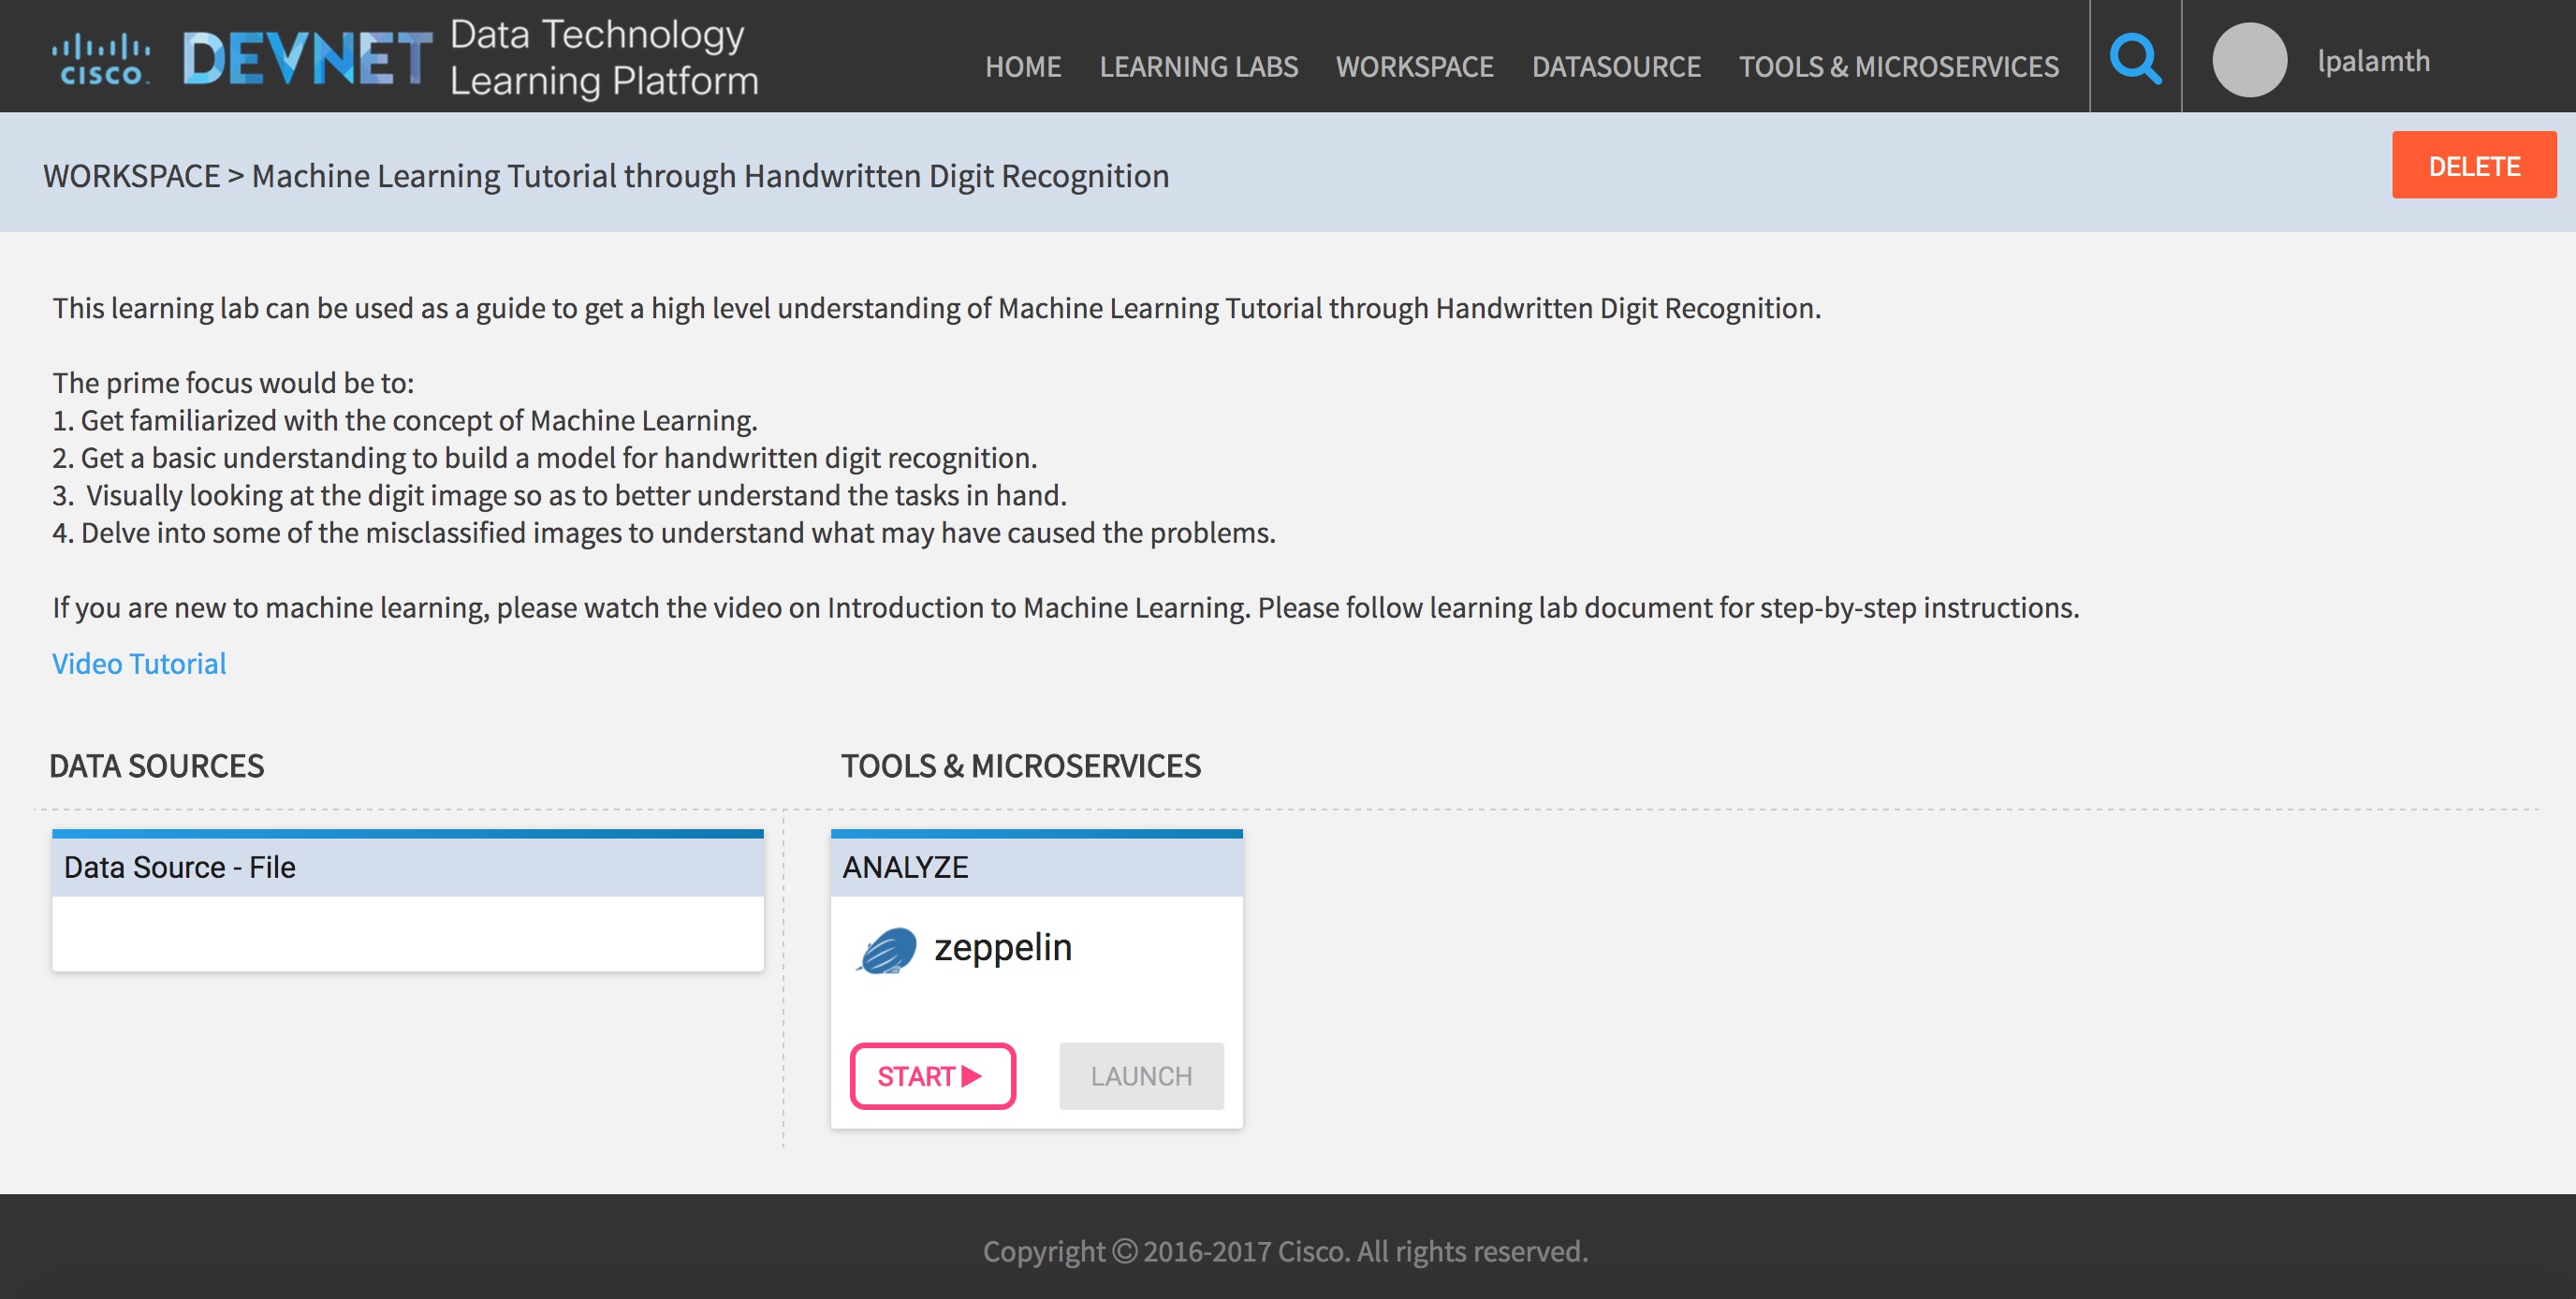 CISCO
DEVNET
Data Technology
Learning Platform
HOME LEARNING LABS WORKSPACE DATASOURCE TOOLS & MICROSERVICES
lpalamth
WORKSPACE > Machine Learning Tutorial through Handwritten Digit Recognition
DELETE
This learning lab can be used as a guide to get a high level understanding of Machine Learning Tutorial through Handwritten Digit Recognition.
The prime focus would be to:
1. Get familiarized with the concept of Machine Learning.
2. Get a basic understanding to build a model for handwritten digit recognition.
3. Visually looking at the digit image so as to better understand the tasks in hand.
4. Delve into some of the misclassified images to understand what may have caused the problems.
If you are new to machine learning, please watch the video on Introduction to Machine Learning. Please follow learning lab document for step-by-step instructions.
Video Tutorial
DATA SOURCES
Data Source - File
TOOLS & MICROSERVICES
ANALYZE
zeppelin
START
LAUNCH
Copyright © 2016-2017 Cisco. All rights reserved.